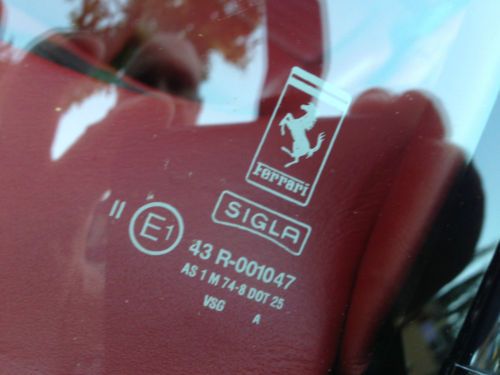 Ferrari
SIGLA
II E1 43 R-001047
AS 1 M 74-8 DOT 25
VSG A